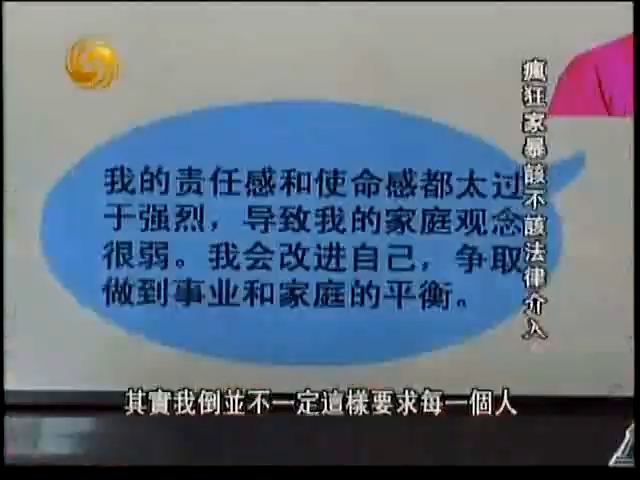 我的责任感和使命感都太过
于强烈，导致我的家庭观念
很弱。我会改进自己，争取
做到事业和家庭的平衡。
瘋狂家暴該不該法律介入
其實我倒並不一定這樣要求每一個人